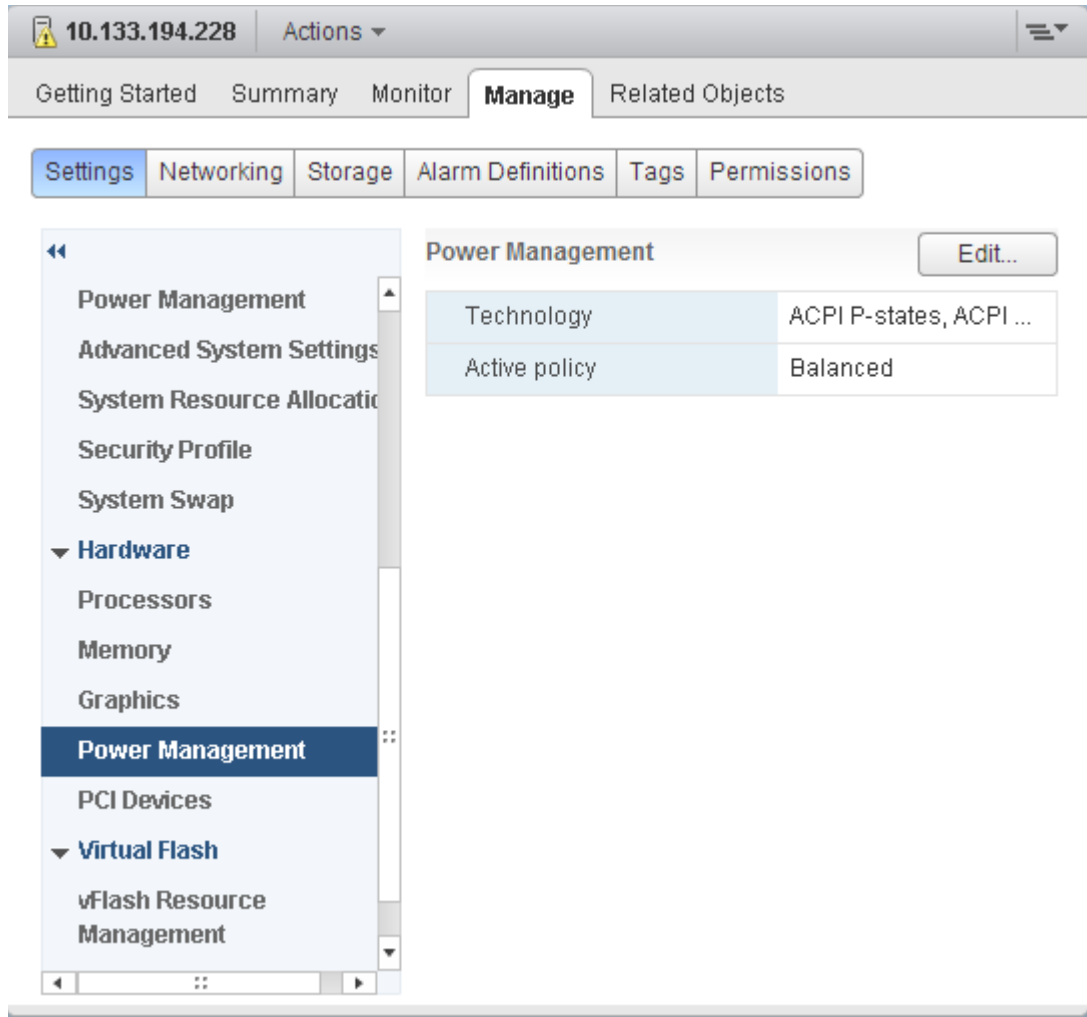 10.133.194.228 Actions
Getting Started Summary Monitor Manage Related Objects
Settings Networking Storage Alarm Definitions Tags Permissions
Power Management
Advanced System Settings
System Resource Allocatio
Security Profile
System Swap
Hardware
Processors
Memory
Graphics
Power Management
PCI Devices
Virtual Flash
vFlash Resource
Management
Power Management Edit...
Technology ACPI P-states, ACPI ...
Active policy Balanced